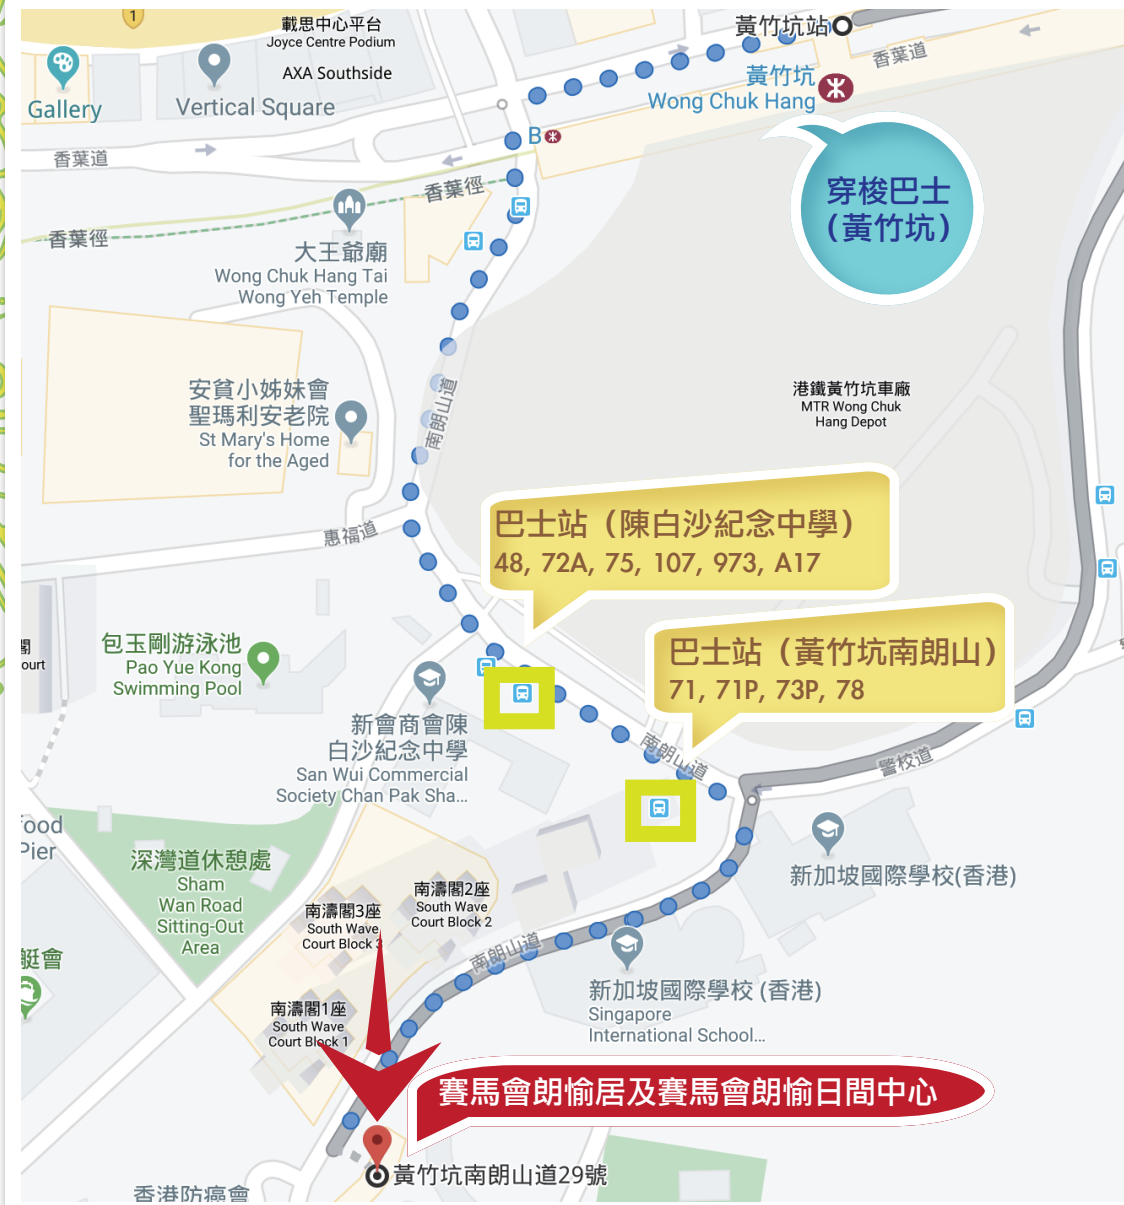 1
載思中心平台
Joyce Centre Podium
AXA Southside
Gallery
Vertical Square
黃竹坑站
香葉道
黃竹坑
Wong Chuk Hang
B
香葉道
香葉徑
香葉徑
穿梭巴士
（黃竹坑）
大王爺廟
Wong Chuk Hang Tai
Wong Yeh Temple
安貧小姊妹會
聖瑪利安老院
St Mary's Home
for the Aged
南朗山道
港鐵黃竹坑車廠
MTR Wong Chuk
Hang Depot
惠福道
巴士站（陳白沙紀念中學）
48, 72A, 75, 107, 973, A17
巴士站（黃竹坑南朗山）
71, 71P, 73P, 78
閣
ourt
包玉剛游泳池
Pao Yue Kong
Swimming Pool
新會商會陳
白沙紀念中學
San Wui Commercial
Society Chan Pak Sha...
南朗山道
警校道
ood
Pier
深灣道休憩處
Sham
Wan Road
Sitting-Out
Area
新加坡國際學校(香港)
南濤閣2座
South Wave
Court Block 2
南濤閣3座
South Wave
Court Block 3
南朗山道
艇會
新加坡國際學校 (香港)
Singapore
International School...
南濤閣1座
South Wave
Court Block 1
賽馬會朗愉居及賽馬會朗愉日間中心
黃竹坑南朗山道29號
香港防癌會